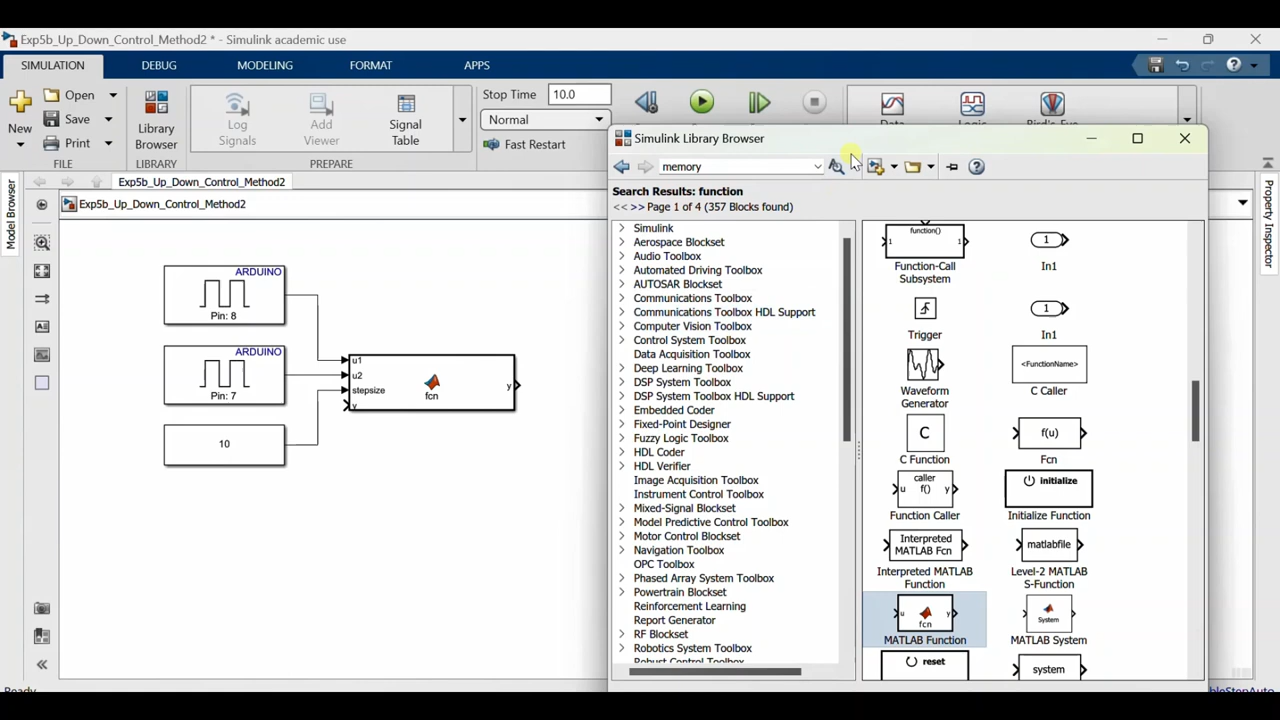 Exp5b_Up_Down_Control_Method2 * - Simulink academic use
SIMULATION
DEBUG
MODELING
FORMAT
APPS
New
Open
Save
Print
FILE
Library
Browser
LIBRARY
Log
Signals
Add
Viewer
Signal
Table
PREPARE
Stop Time
10.0
Normal
Fast Restart
Simulink Library Browser
memory
Search Results: function
<< >> Page 1 of 4 (357 Blocks found)
Simulink
Aerospace Blockset
Audio Toolbox
Automated Driving Toolbox
AUTOSAR Blockset
Communications Toolbox
Communications Toolbox HDL Support
Computer Vision Toolbox
Control System Toolbox
Data Acquisition Toolbox
Deep Learning Toolbox
DSP System Toolbox
DSP System Toolbox HDL Support
Embedded Coder
Fixed-Point Designer
Fuzzy Logic Toolbox
HDL Coder
HDL Verifier
Image Acquisition Toolbox
Instrument Control Toolbox
Mixed-Signal Blockset
Model Predictive Control Toolbox
Motor Control Blockset
Navigation Toolbox
OPC Toolbox
Phased Array System Toolbox
Powertrain Blockset
Reinforcement Learning
Report Generator
RF Blockset
Robotics System Toolbox
Robust Control Toolbox
function()
1 1
Function-Call
Subsystem
1
In1
Trigger
1
In1
Waveform
Generator
<FunctionName>
C Caller
C
C Function
f(u)
Fcn
caller
u f() y
Function Caller
initialize
Initialize Function
Interpreted
MATLAB Fcn
Interpreted
MATLAB Function
matlabfile
Level-2 MATLAB
S-Function
u fcn y
MATLAB Function
System
MATLAB System
reset
system
Model Browser
Exp5b_Up_Down_Control_Method2
Exp5b_Up_Down_Control_Method2
Property Inspector
ARDUINO
Pin: 8
ARDUINO
Pin: 7
10
u1
u2
stepsize
y
fcn
y
Ready